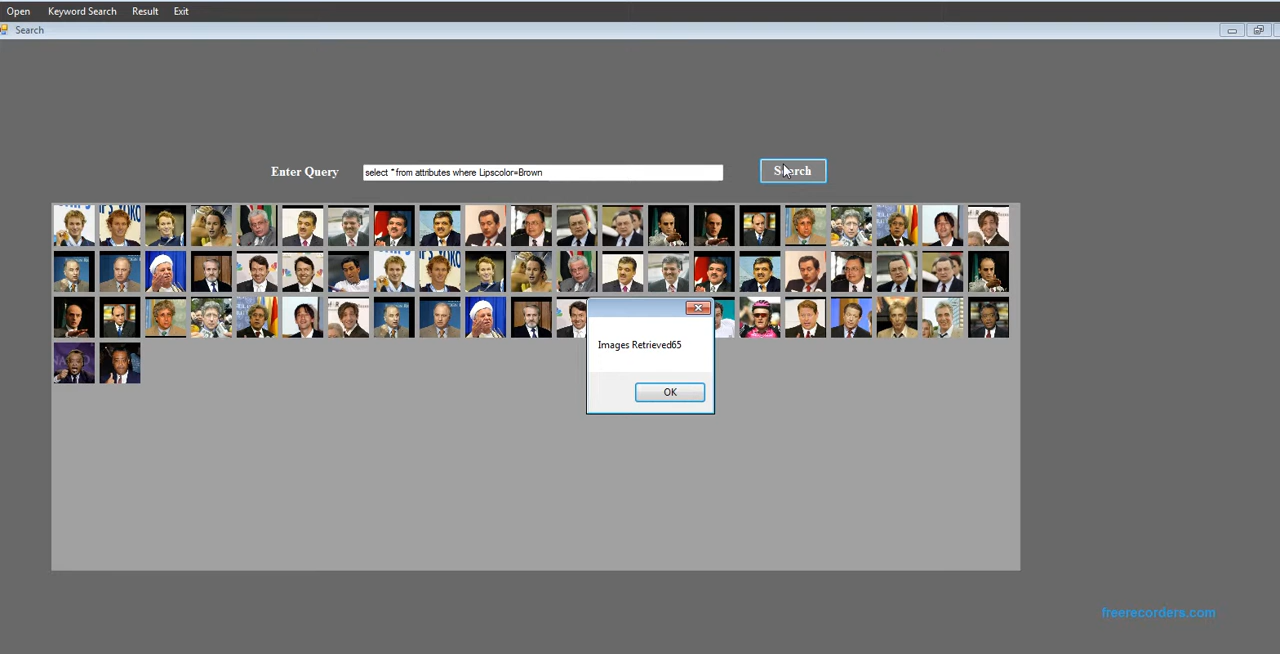 Open Keyword Search Result Exit
Search
Enter Query select * from attributes where Lipscolor=Brown Search
Images Retrieved65
OK
freerecorders.com